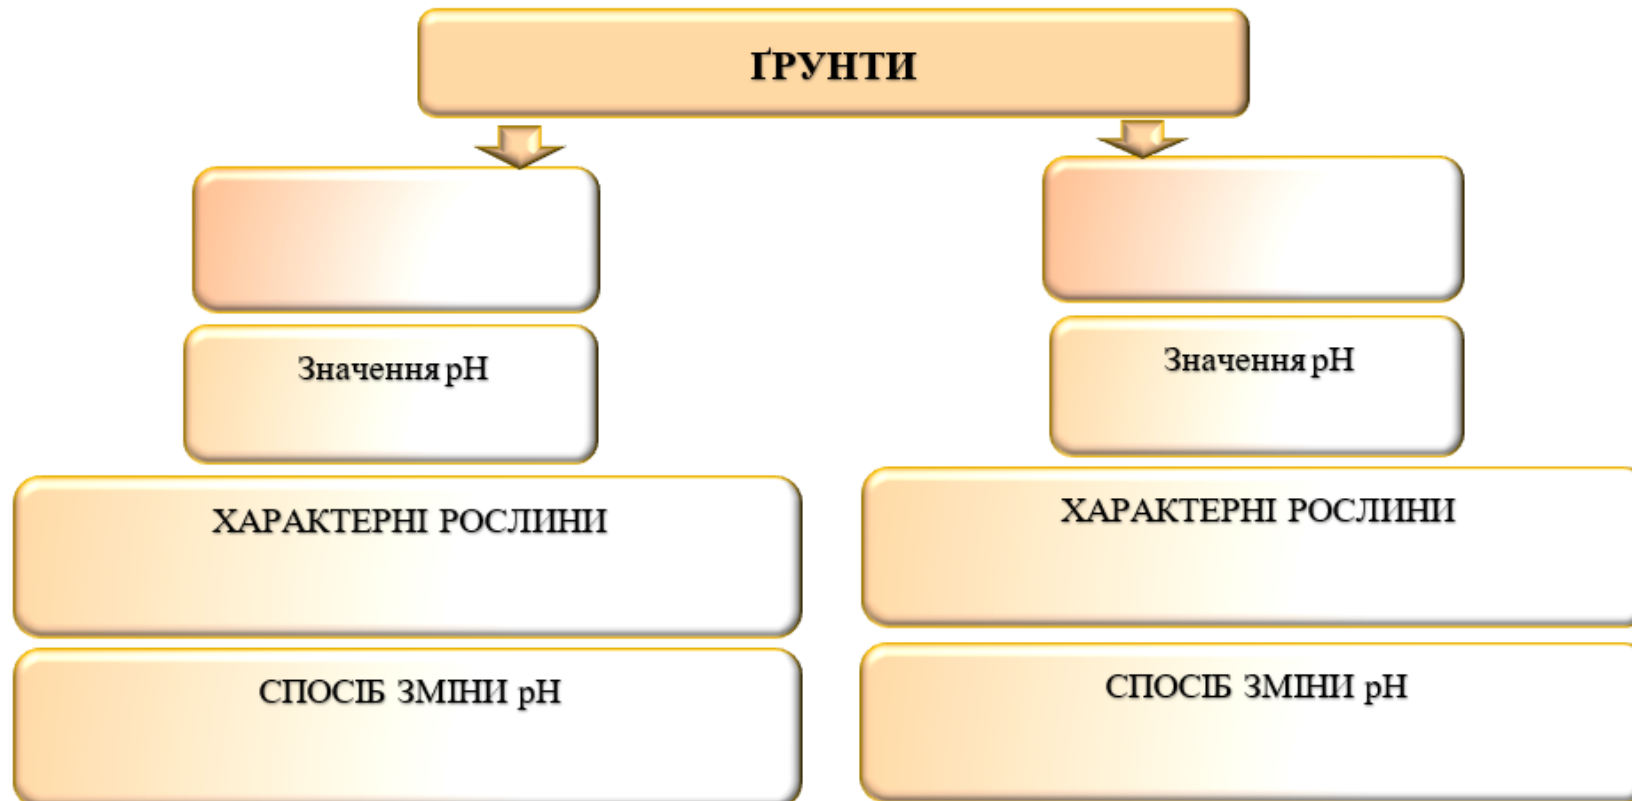 ҐРУНТИ
Значення pH
Значення pH
ХАРАКТЕРНІ РОСЛИНИ
ХАРАКТЕРНІ РОСЛИНИ
СПОСІБ ЗМІНИ pH
СПОСІБ ЗМІНИ pH